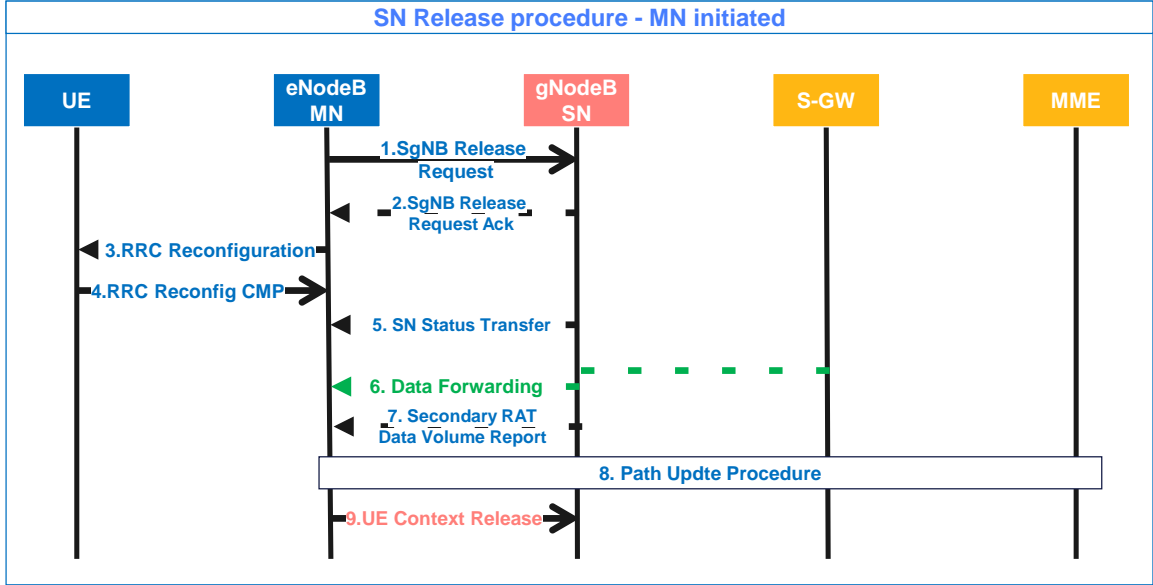 SN Release procedure - MN initiated
UE
eNodeB
MN
gNodeB
SN
S-GW
MME
1.SgNB Release
Request
2.SgNB Release
Request Ack
3.RRC Reconfiguration
4.RRC Reconfig CMP
5. SN Status Transfer
6. Data Forwarding
7. Secondary RAT
Data Volume Report
8. Path Updte Procedure
9.UE Context Release